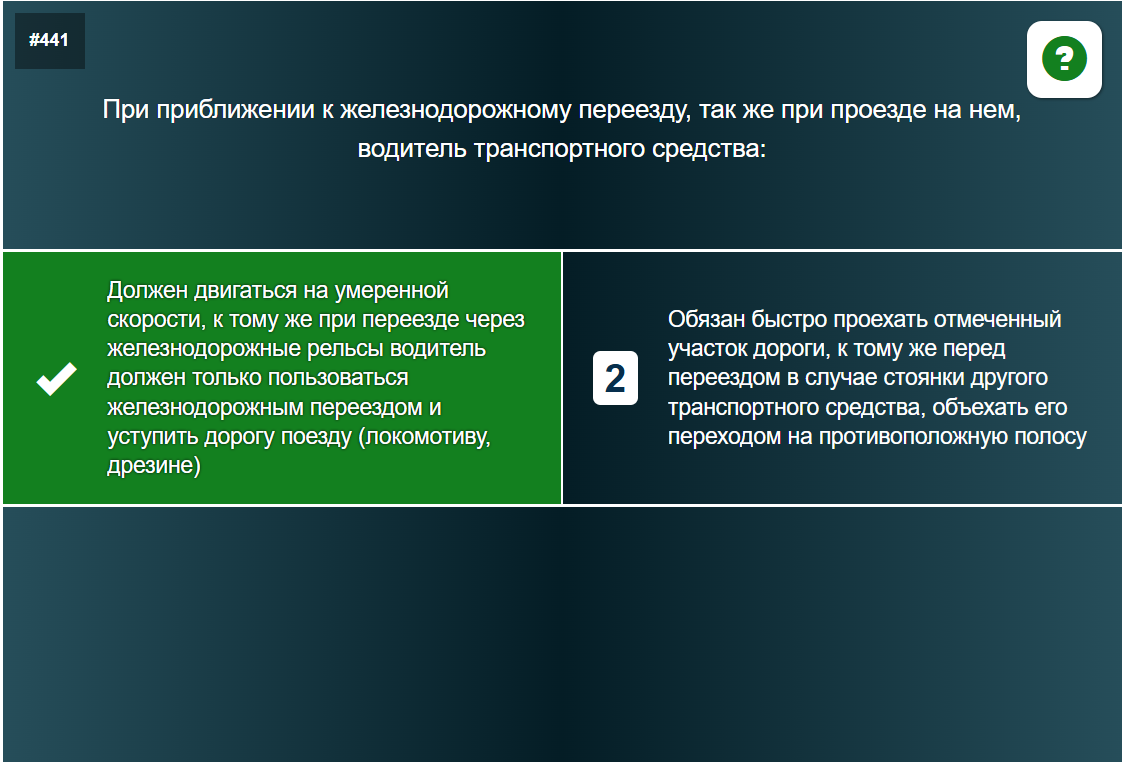 #441
?
При приближении к железнодорожному переезду, так же при проезде на нем,
водитель транспортного средства:
Должен двигаться на умеренной
скорости, к тому же при переезде через
железнодорожные рельсы водитель
должен только пользоваться
железнодорожным переездом и
уступить дорогу поезду (локомотиву,
дрезине)
2
Обязан быстро проехать отмеченный
участок дороги, к тому же перед
переездом в случае стоянки другого
транспортного средства, объехать его
переходом на противоположную полосу